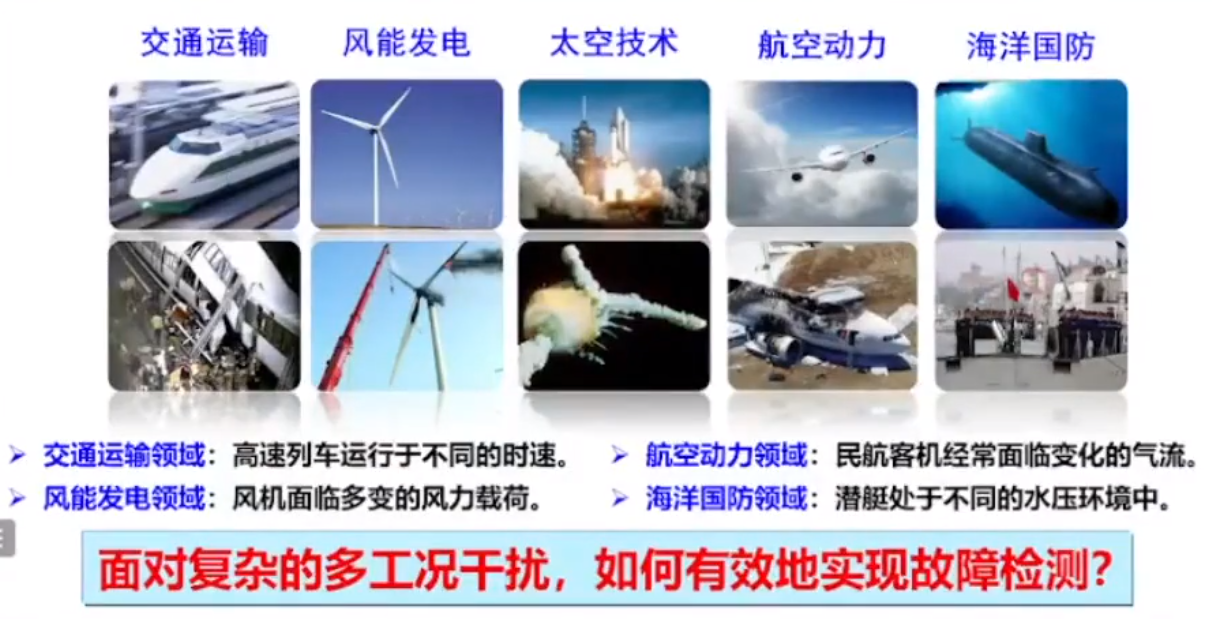 交通运输 风能发电 太空技术 航空动力 海洋国防
交通运输领域：高速列车运行于不同的时速。
航空动力领域：民航客机经常面临变化的气流。
风能发电领域：风机面临多变的风力载荷。
海洋国防领域：潜艇处于不同的水压环境中。
面对复杂的多工况干扰，如何有效地实现故障检测？